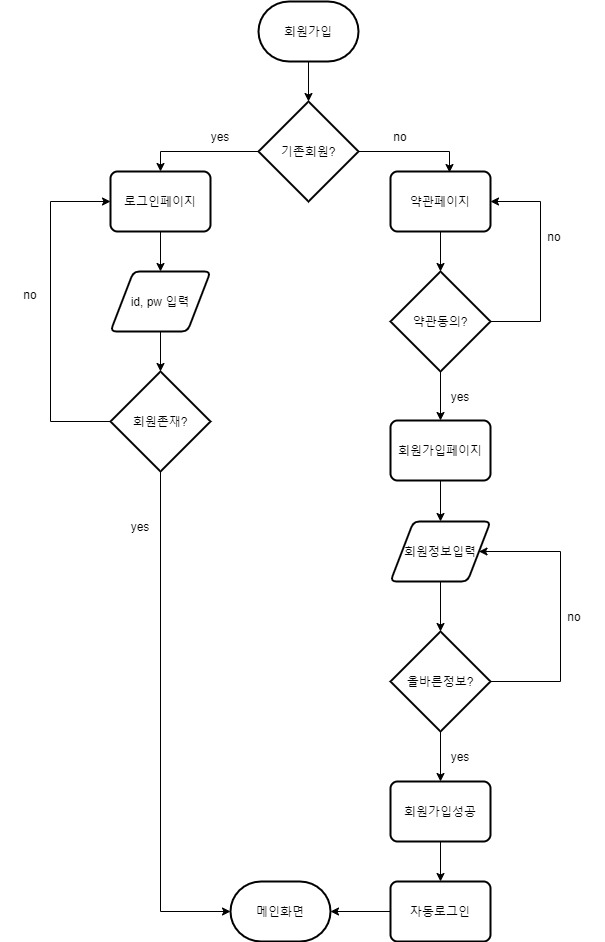 회원가입
기존회원?
yes
no
로그인페이지
약관페이지
no
no
id, pw 입력
약관동의?
yes
회원존재?
회원가입페이지
yes
회원정보입력
no
올바른정보?
yes
회원가입성공
메인화면
자동로그인